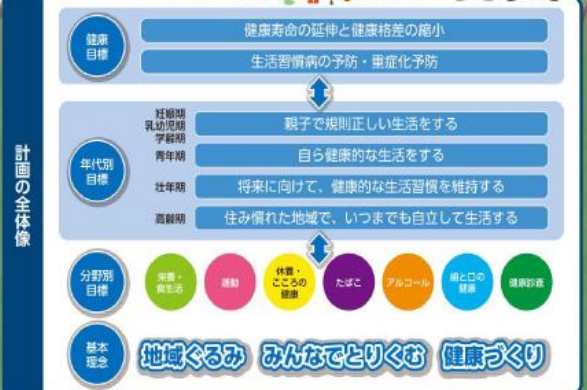 計画の全体像
健康
目標
健康寿命の延伸と健康格差の縮小
生活習慣病の予防・重症化予防
年代別
目標
妊娠期
乳幼児期
学齢期
親子で規則正しい生活をする
青年期
自ら健康的な生活をする
壮年期
将来に向けて、健康的な生活習慣を維持する
高齢期
住み慣れた地域で、いつまでも自立して生活する
分野別
目標
栄養・
食生活
運動
休養・
こころの
健康
たばこ
アルコール
歯と口の
健康
健康診査
基本
理念
地域ぐるみ みんなでとりくむ 健康づくり